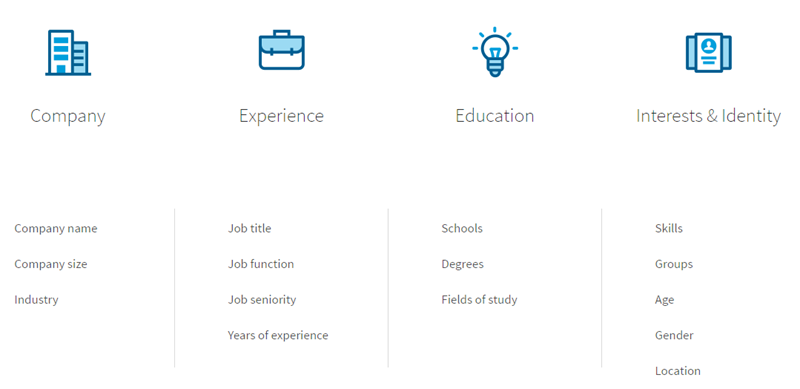 Company
Experience
Education
Interests & Identity
Company name
Company size
Industry
Job title
Job function
Job seniority
Years of experience
Schools
Degrees
Fields of study
Skills
Groups
Age
Gender
Location